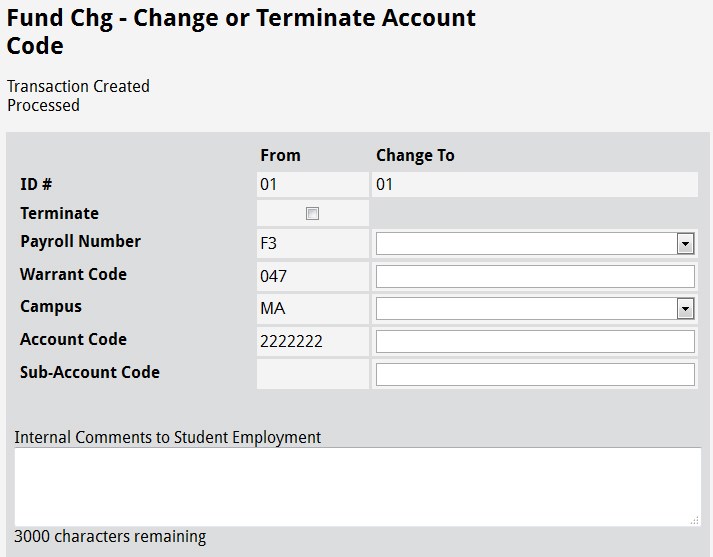 Fund Chg - Change or Terminate Account
Code
Transaction Created
Processed
From Change To
ID # 01 01
Terminate
Payroll Number F3
Warrant Code 047
Campus MA
Account Code 2222222
Sub-Account Code
Internal Comments to Student Employment
3000 characters remaining